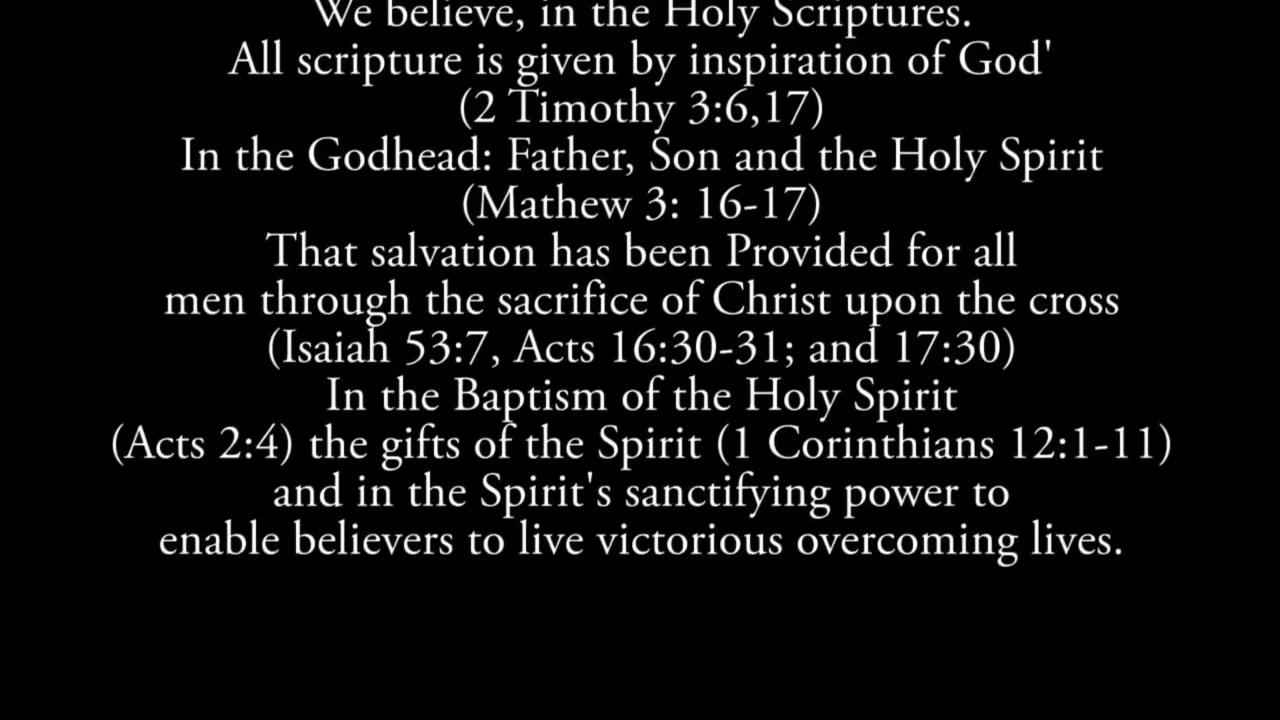 We believe, in the Holy Scriptures.
All scripture is given by inspiration of God'
(2 Timothy 3:6,17)
In the Godhead: Father, Son and the Holy Spirit
(Mathew 3: 16-17)
That salvation has been Provided for all
men through the sacrifice of Christ upon the cross
(Isaiah 53:7, Acts 16:30-31; and 17:30)
In the Baptism of the Holy Spirit
(Acts 2:4) the gifts of the Spirit (1 Corinthians 12:1-11)
and in the Spirit's sanctifying power to
enable believers to live victorious overcoming lives.